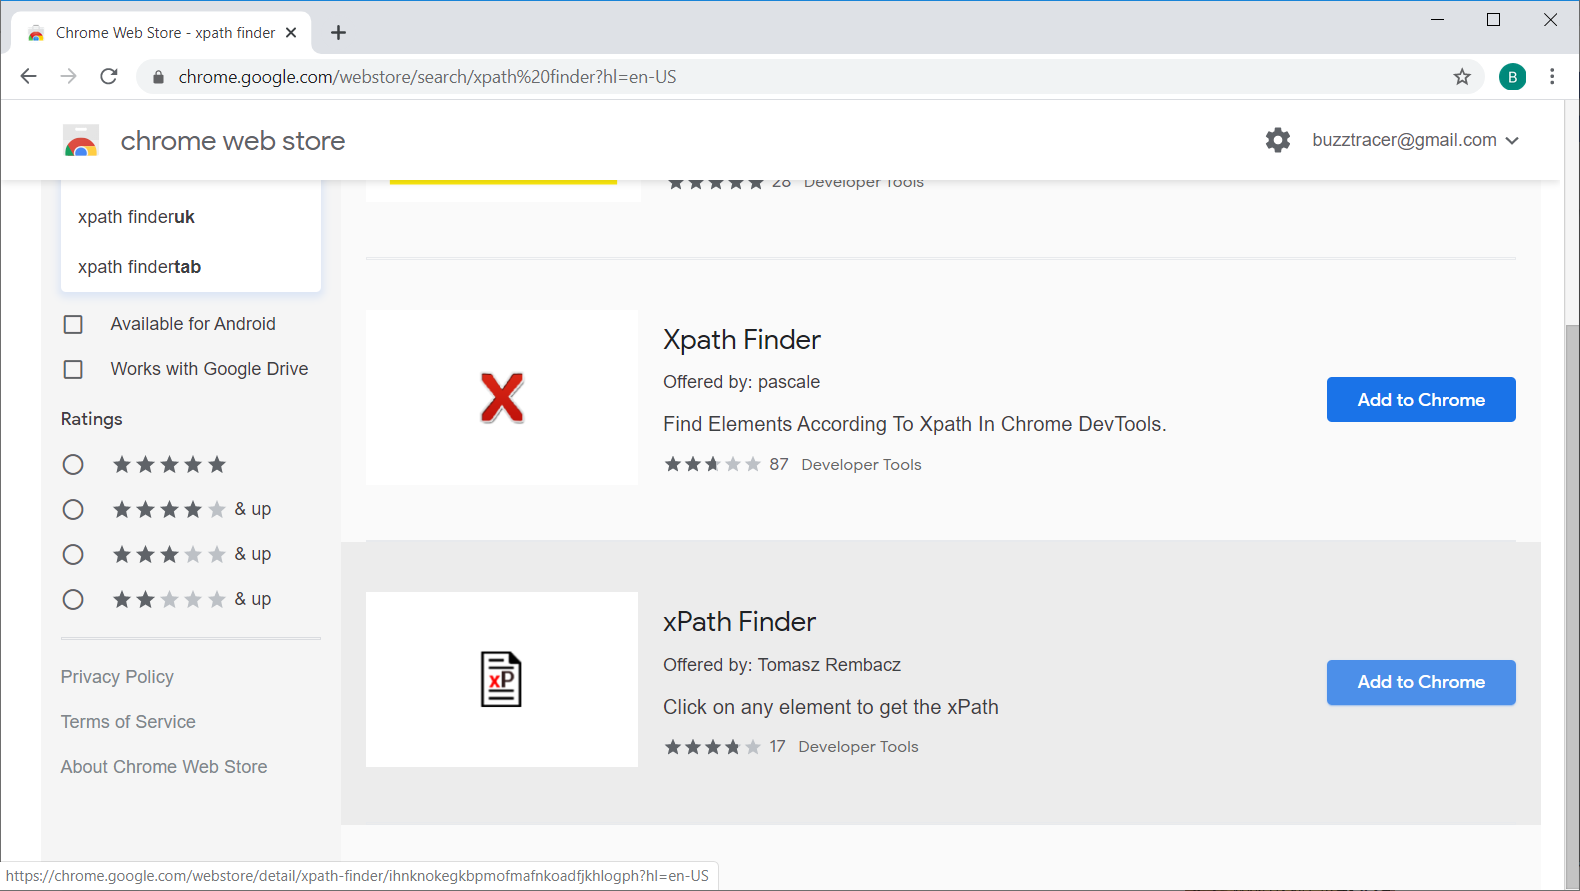 Chrome Web Store - xpath finder
chrome.google.com/webstore/search/xpath%20finder?hl=en-US
B
chrome web store
buzztracer@gmail.com
28 Developer Tools
xpath finderuk
xpath findertab
Available for Android
Works with Google Drive
Ratings
& up
& up
& up
Privacy Policy
Terms of Service
About Chrome Web Store
Xpath Finder
Offered by: pascale
Find Elements According To Xpath In Chrome DevTools.
87 Developer Tools
Add to Chrome
xP
xPath Finder
Offered by: Tomasz Rembacz
Click on any element to get the xPath
17 Developer Tools
Add to Chrome
https://chrome.google.com/webstore/detail/xpath-finder/ihnknokegkbpmofmafnkoadfjkhlogph?hl=en-US